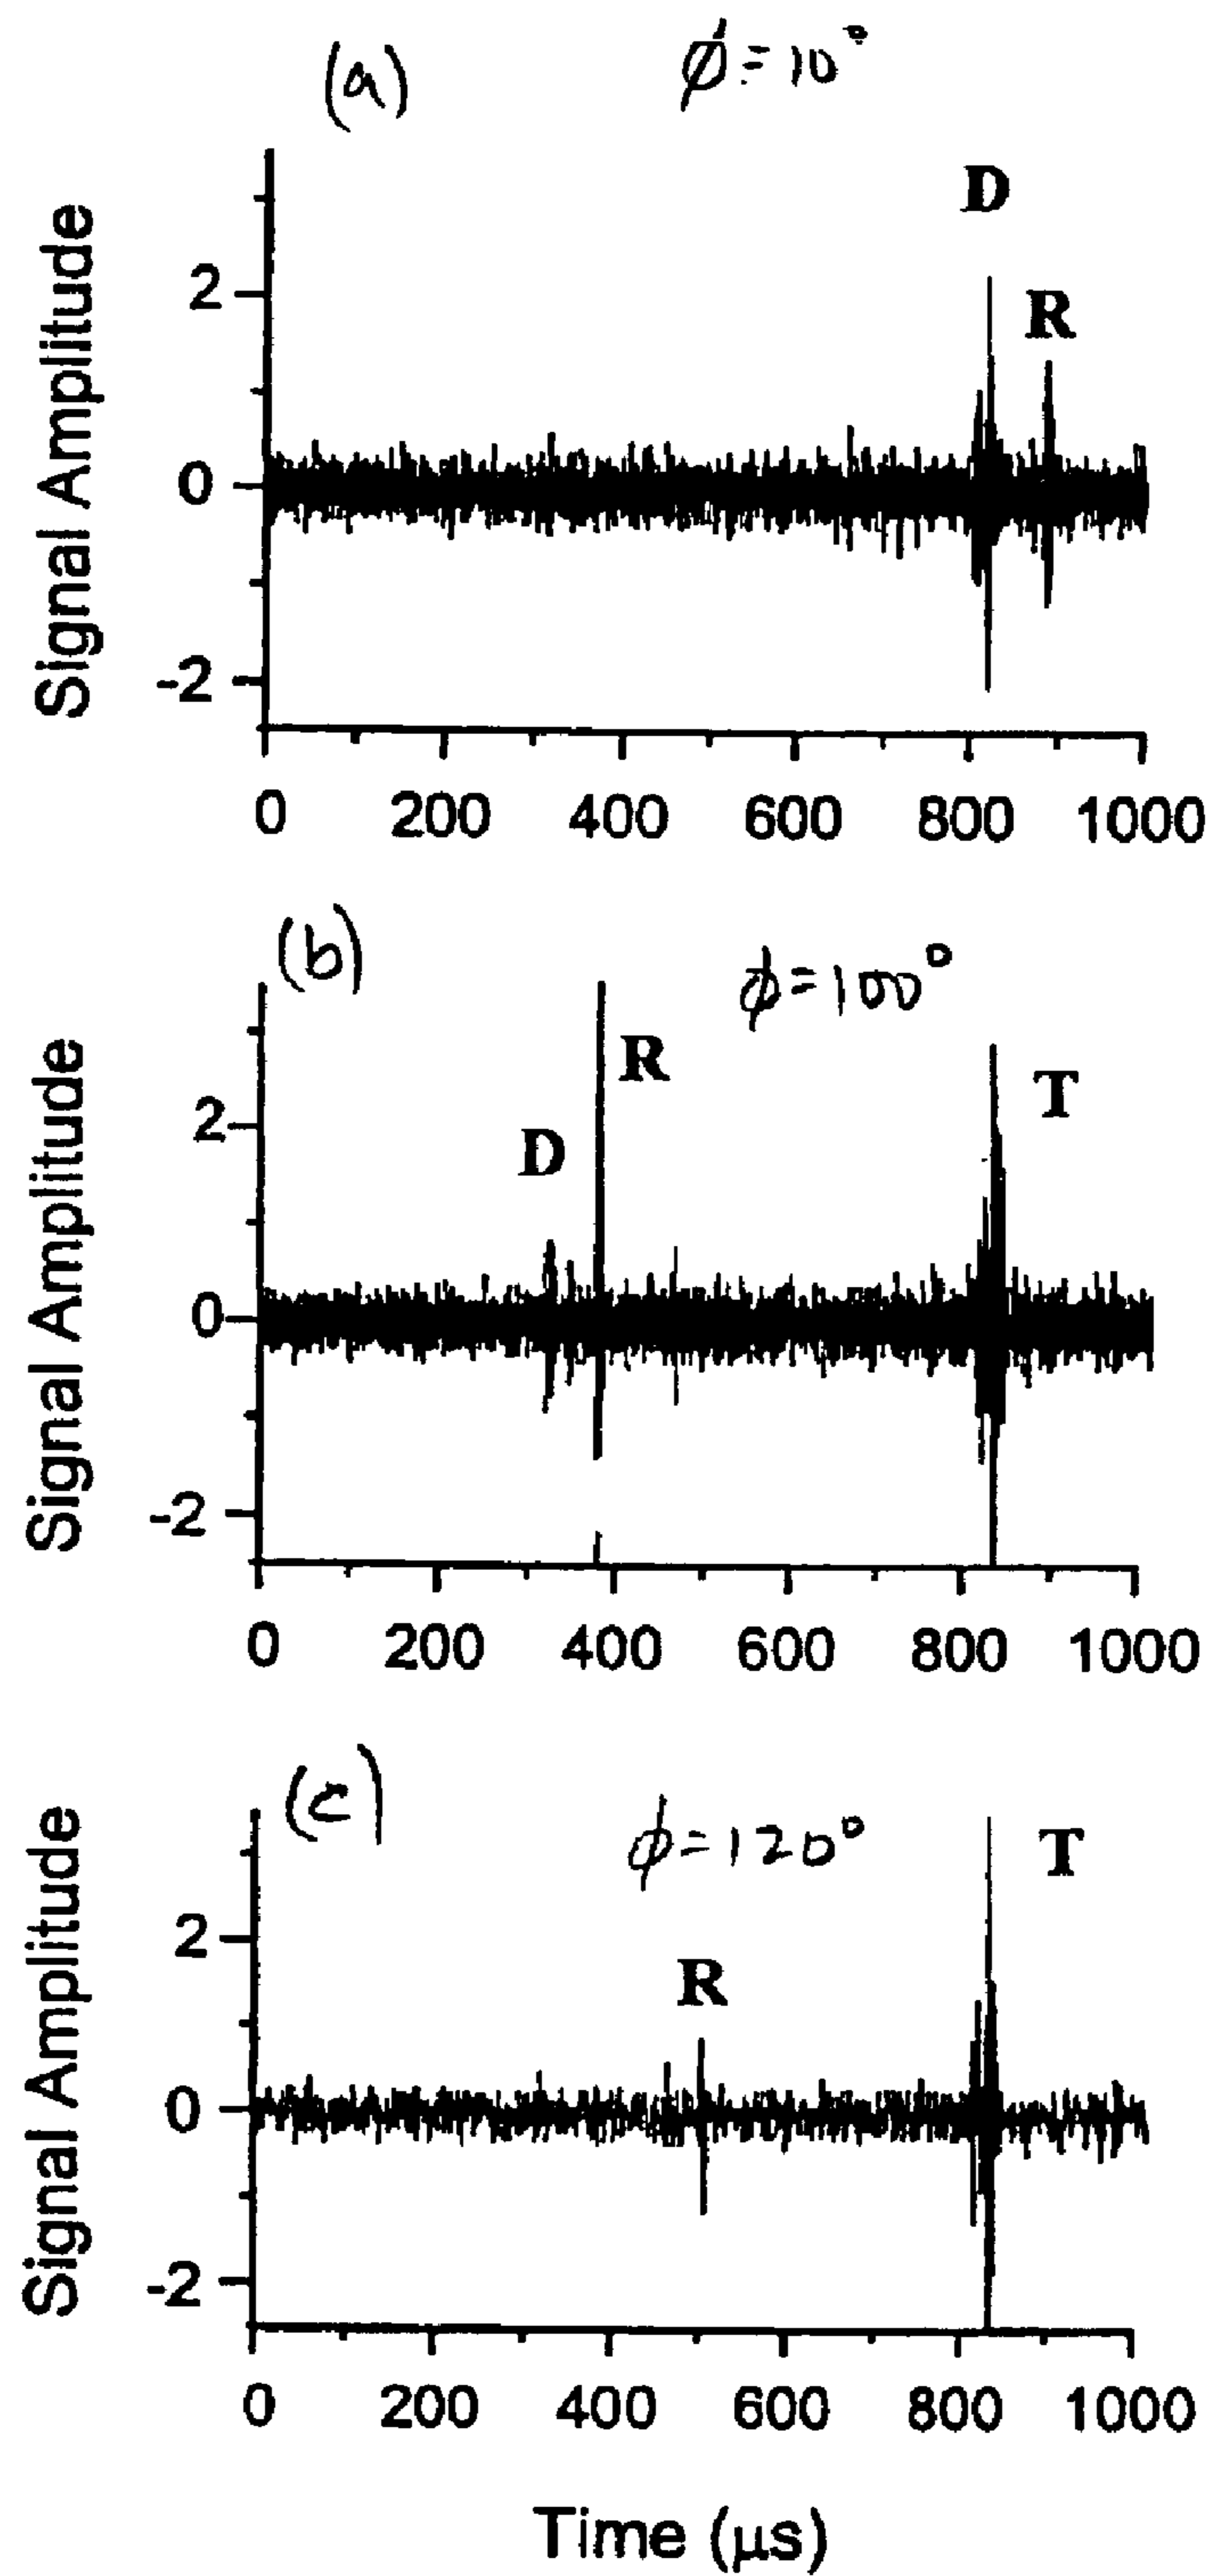 (a) ϕ = 10°
D
R
Signal Amplitude
2
0
-2
0 200 400 600 800 1000
(b) ϕ = 100°
R
D
T
Signal Amplitude
2
0
-2
0 200 400 600 800 1000
(c) ϕ = 120°
T
R
Signal Amplitude
2
0
-2
0 200 400 600 800 1000
Time (μs)